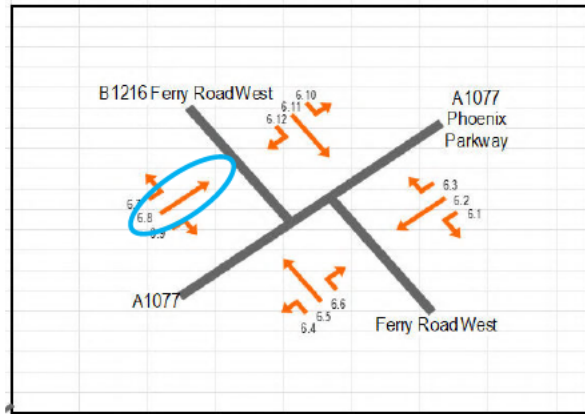 B1216 Ferry Road West
6.10
6.11
6.12
A1077
Phoenix
Parkway
6.7
6.8
6.9
6.3
6.2
6.1
A1077
6.6
6.5
6.4
Ferry Road West